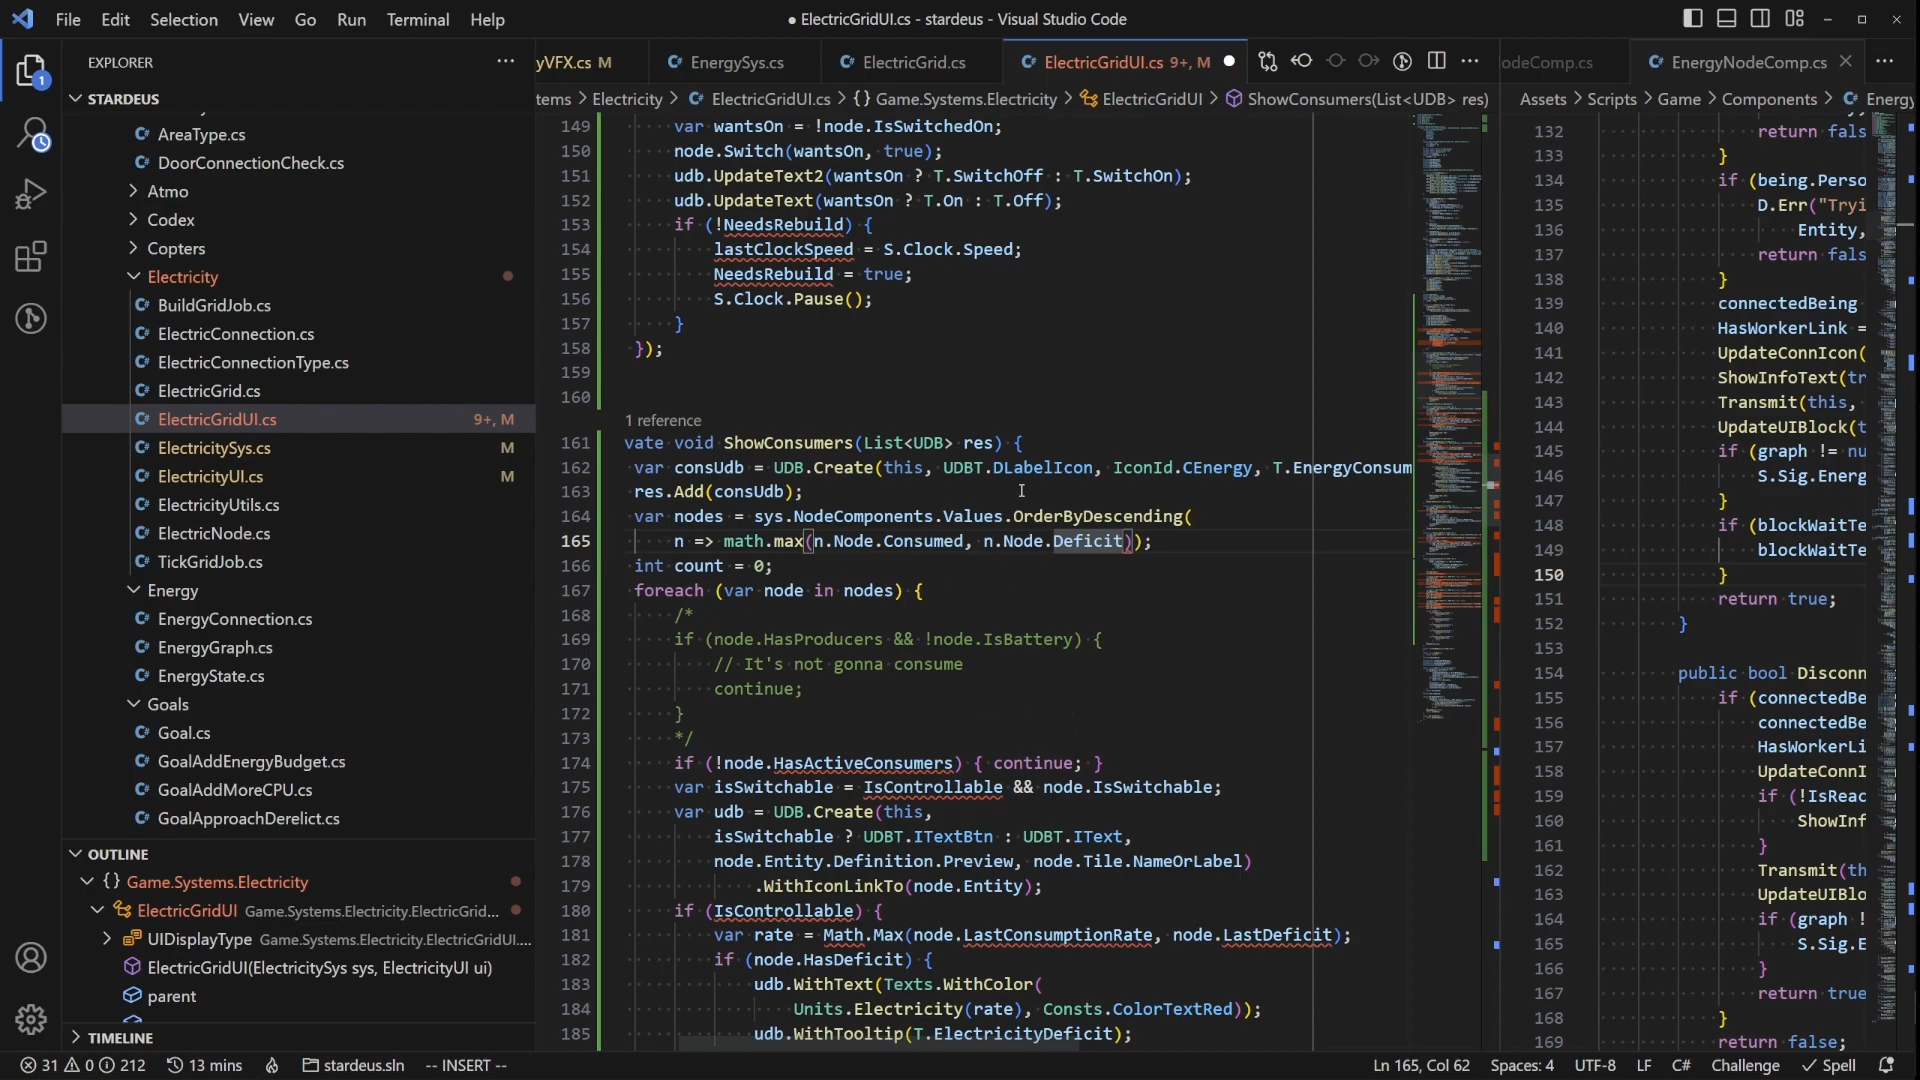 File Edit Selection View Go Run Terminal Help
● ElectricGridUI.cs - stardeus - Visual Studio Code
EXPLORER
1
STARDEUS
AreaType.cs
DoorConnectionCheck.cs
Atmo
Codex
Copters
Electricity
BuildGridJob.cs
ElectricConnection.cs
ElectricConnectionType.cs
ElectricGrid.cs
ElectricGridUI.cs 9+, M
ElectricitySys.cs M
ElectricityUI.cs M
ElectricityUtils.cs
ElectricNode.cs
TickGridJob.cs
Energy
EnergyConnection.cs
EnergyGraph.cs
EnergyState.cs
Goals
Goal.cs
GoalAddEnergyBudget.cs
GoalAddMoreCPU.cs
GoalApproachDerelict.cs
OUTLINE
{} Game.Systems.Electricity
ElectricGridUI Game.Systems.Electricity.ElectricGrid...
UIDisplayType Game.Systems.Electricity.ElectricGridUI....
ElectricGridUI(ElectricitySys sys, ElectricityUI ui)
parent
TIMELINE
yVFX.cs M EnergySys.cs ElectricGrid.cs ElectricGridUI.cs 9+, M
tems > Electricity > ElectricGridUI.cs > {} Game.Systems.Electricity > ElectricGridUI > ShowConsumers(List<UDB> res)
149 var wantsOn = !node.IsSwitchedOn;
150 node.Switch(wantsOn, true);
151 udb.UpdateText2(wantsOn ? T.SwitchOff : T.SwitchOn);
152 udb.UpdateText(wantsOn ? T.On : T.Off);
153 if (!NeedsRebuild) {
154 lastClockSpeed = S.Clock.Speed;
155 NeedsRebuild = true;
156 S.Clock.Pause();
157 }
158 });
159
160
1 reference
161 vate void ShowConsumers(List<UDB> res) {
162 var consUdb = UDB.Create(this, UDBT.DLabelIcon, IconId.CEnergy, T.EnergyConsum
163 res.Add(consUdb);
164 var nodes = sys.NodeComponents.Values.OrderByDescending(
165 n => math.max(n.Node.Consumed, n.Node.Deficit));
166 int count = 0;
167 foreach (var node in nodes) {
168 /*
169 if (node.HasProducers && !node.IsBattery) {
170 // It's not gonna consume
171 continue;
172 }
173 */
174 if (!node.HasActiveConsumers) { continue; }
175 var isSwitchable = IsControllable && node.IsSwitchable;
176 var udb = UDB.Create(this,
177 isSwitchable ? UDBT.ITextBtn : UDBT.IText,
178 node.Entity.Definition.Preview, node.Tile.NameOrLabel)
179 .WithIconLinkTo(node.Entity);
180 if (IsControllable) {
181 var rate = Math.Max(node.LastConsumptionRate, node.LastDeficit);
182 if (node.HasDeficit) {
183 udb.WithText(Texts.WithColor(
184 Units.Electricity(rate), Consts.ColorTextRed));
185 udb.WithTooltip(T.ElectricityDeficit);
odeComp.cs EnergyNodeComp.cs
Assets > Scripts > Game > Components > Energy
132 return fals
133 }
134 if (being.Perso
135 D.Err("Tryi
136 Entity,
137 return fals
138 }
139 connectedBeing
140 HasWorkerLink =
141 UpdateConnIcon(
142 ShowInfoText(tr
143 Transmit(this,
144 UpdateUIBlock(t
145 if (graph != nu
146 S.Sig.Energ
147 }
148 if (blockWaitTe
149 blockWaitTe
150 }
151 return true;
152 }
153
154 public bool Disconn
155 if (connectedBe
156 connectedBe
157 HasWorkerLi
158 UpdateConnI
159 if (!IsReac
160 ShowInf
161 }
162 Transmit(th
163 UpdateUIBlo
164 if (graph !
165 S.Sig.E
166 }
167 return true
168 }
169 return false;
31 0 212 13 mins stardeus.sln -- INSERT --
Ln 165, Col 62 Spaces: 4 UTF-8 LF C# Challenge Spell